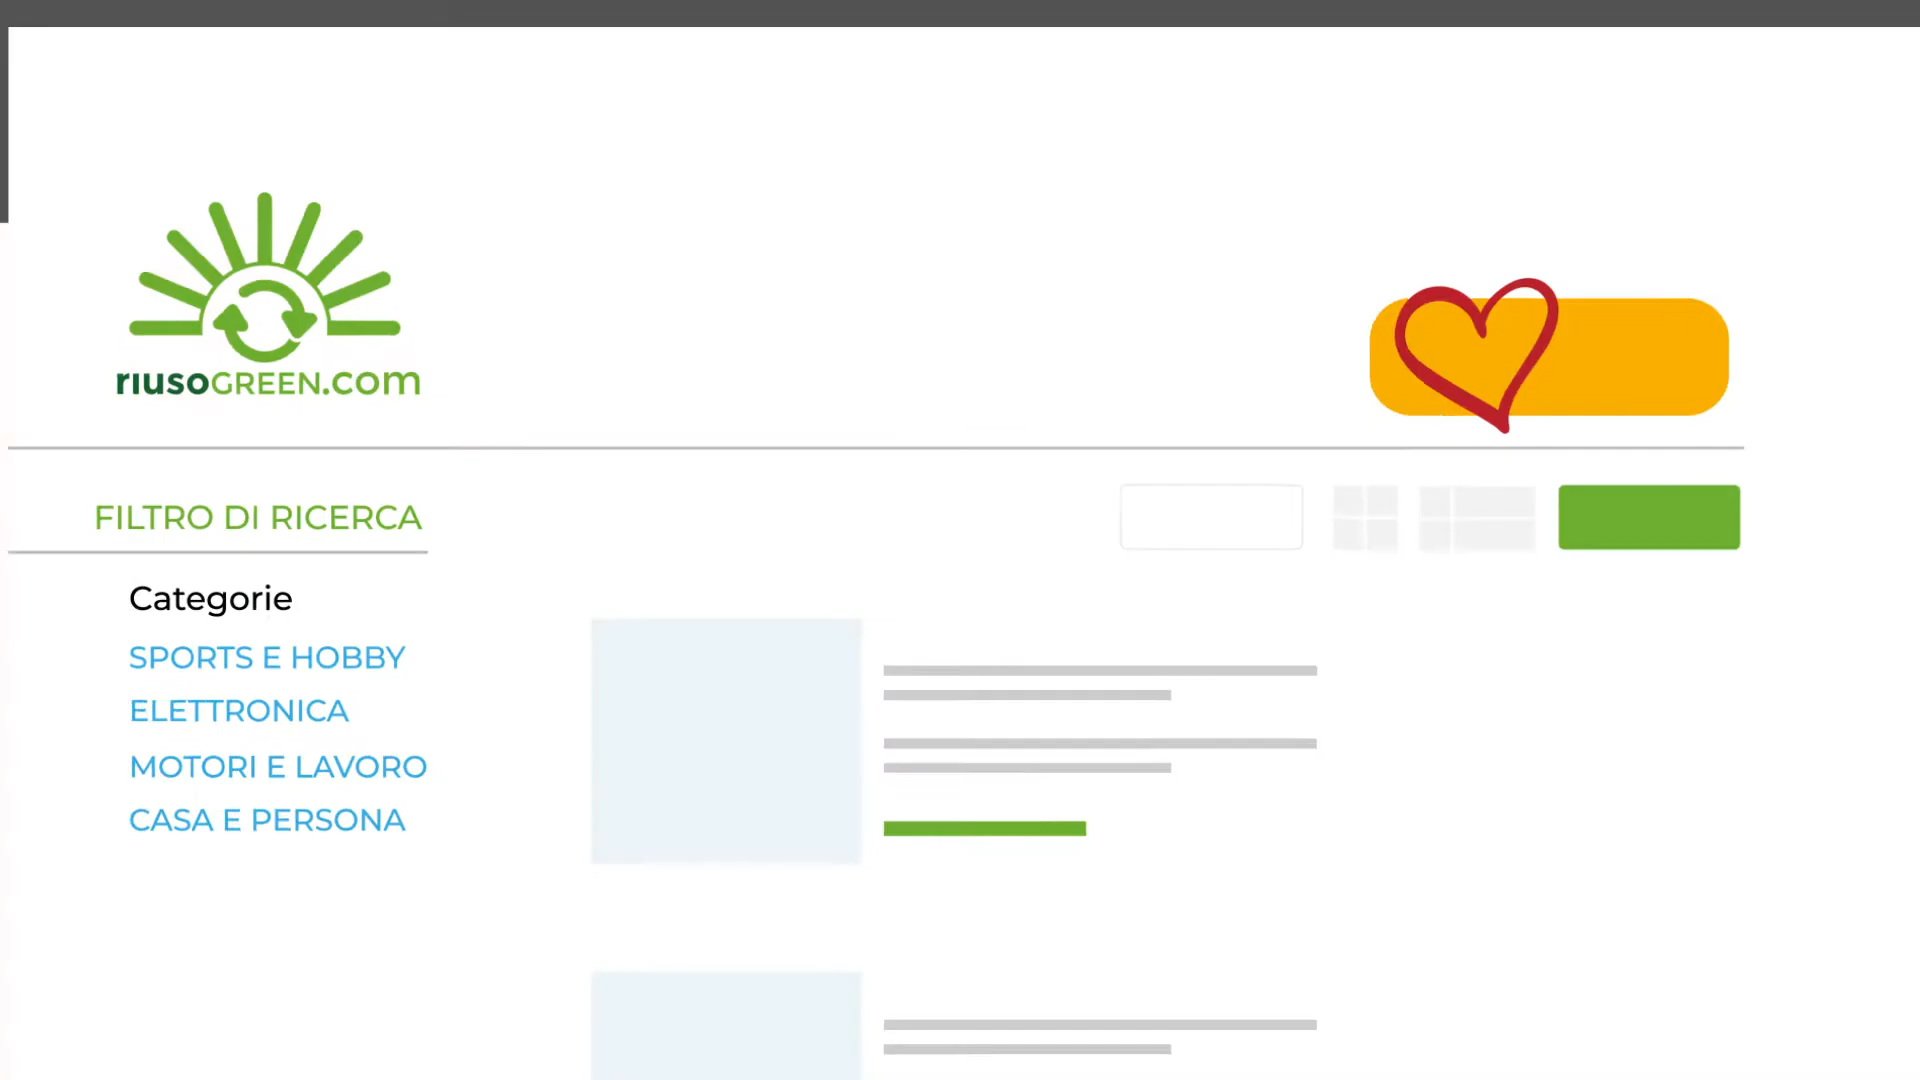 riusoGREEN.com
FILTRO DI RICERCA
Categorie
SPORTS E HOBBY
ELETTRONICA
MOTORI E LAVORO
CASA E PERSONA